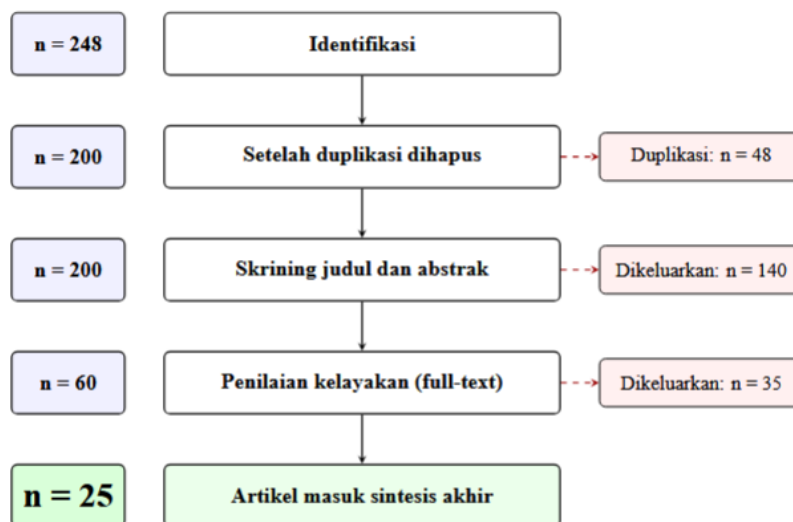 n = 248
Identifikasi
n = 200
Setelah duplikasi dihapus
Duplikasi: n = 48
n = 200
Skrining judul dan abstrak
Dikeluarkan: n = 140
n = 60
Penilaian kelayakan (full-text)
Dikeluarkan: n = 35
n = 25
Artikel masuk sintesis akhir